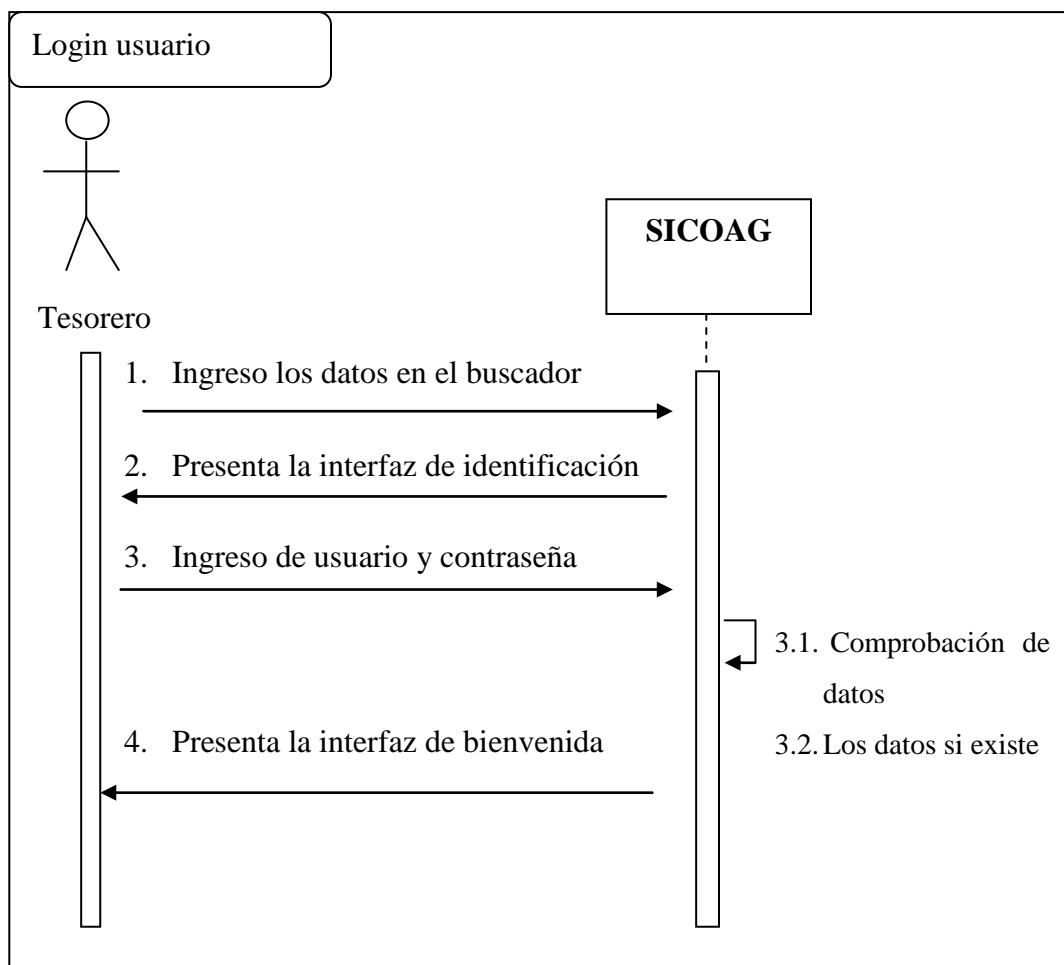 Login usuario
SICOAG
Tesorero
1. Ingreso los datos en el buscador
2. Presenta la interfaz de identificación
3. Ingreso de usuario y contraseña
3.1. Comprobación de
datos
4. Presenta la interfaz de bienvenida
3.2. Los datos si existe